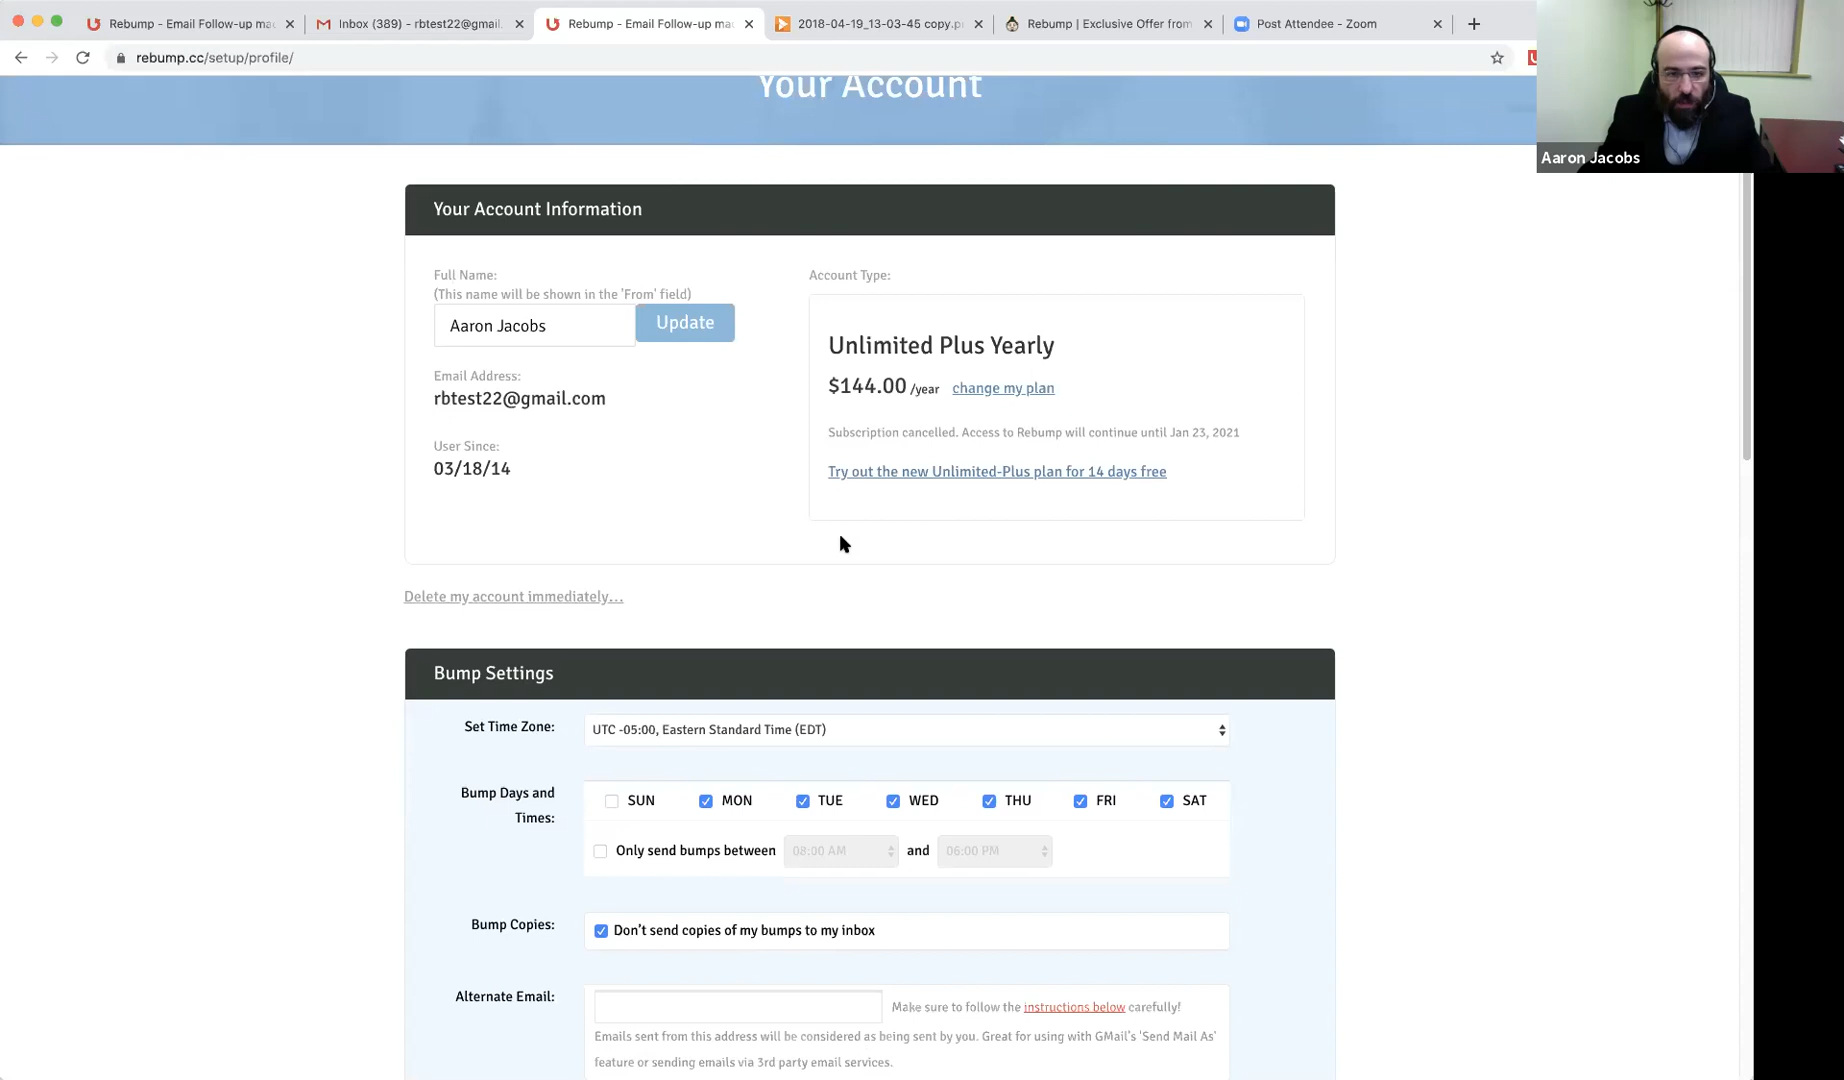 Rebump - Email Follow-up mac
Inbox (389) - rbtest22@gmail.
Rebump - Email Follow-up mac
2018-04-19_13-03-45 copy.p
Rebump | Exclusive Offer from
Post Attendee - Zoom
rebump.cc/setup/profile/
Aaron Jacobs
Your Account
Your Account Information
Full Name:
(This name will be shown in the 'From' field)
Aaron Jacobs
Update
Email Address:
rbtest22@gmail.com
User Since:
03/18/14
Account Type:
Unlimited Plus Yearly
$144.00 /year change my plan
Subscription cancelled. Access to Rebump will continue until Jan 23, 2021
Try out the new Unlimited-Plus plan for 14 days free
Delete my account immediately...
Bump Settings
Set Time Zone:
UTC -05:00, Eastern Standard Time (EDT)
Bump Days and
Times:
SUN MON TUE WED THU FRI SAT
Only send bumps between 08:00 AM and 06:00 PM
Bump Copies:
Don't send copies of my bumps to my inbox
Alternate Email:
Make sure to follow the instructions below carefully!
Emails sent from this address will be considered as being sent by you. Great for using with GMail's 'Send Mail As'
feature or sending emails via 3rd party email services.